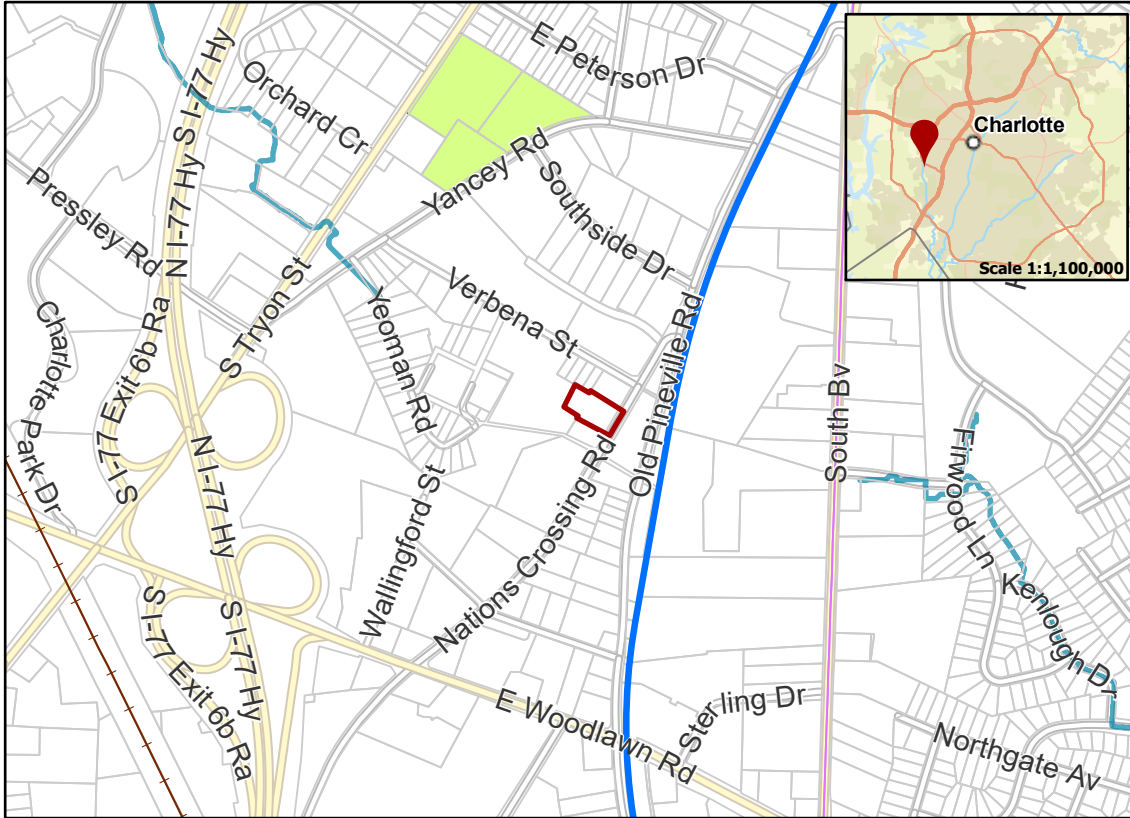 E Peterson Dr
S I-77 Hy
N I-77 Hy
Orchard Cr
Charlotte
Scale 1:1,100,000
Yancey Rd
Pressley Rd
Southside Dr
S Tryon St
Verbena St
Yeoman Rd
Old Pineville Rd
Charlotte Park Dr
S I-77 Exit 6b Ra
N I-77 Hy
South Bv
Firwood Ln
Wallingford St
Nations Crossing Rd
Kenlough Dr
S I-77 Hy
S I-77 Exit 6b Ra
E Woodlawn Rd
Sterling Dr
Northgate Av